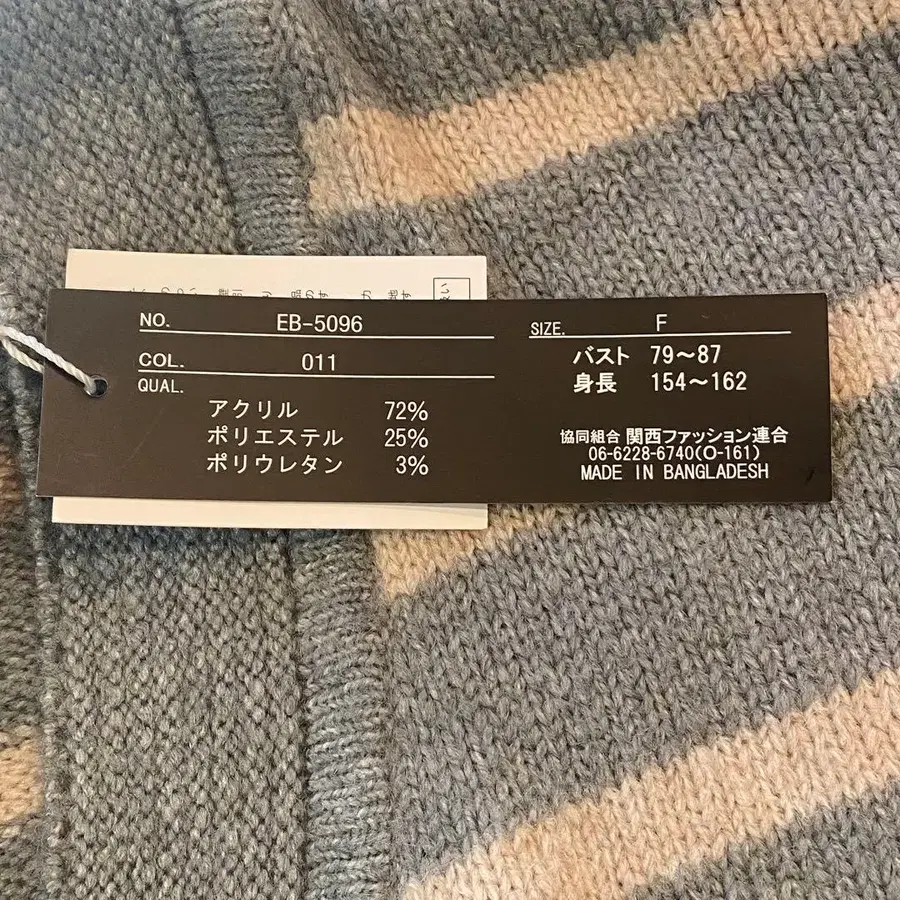 NO. EB-5096
COL. 011
QUAL.
アクリル 72%
ポリエステル 25%
ポリウレタン 3%
SIZE. F
バスト 79～87
身長 154～162
協同組合 関西ファッション連合
06-6228-6740(O-161)
MADE IN BANGLADESH